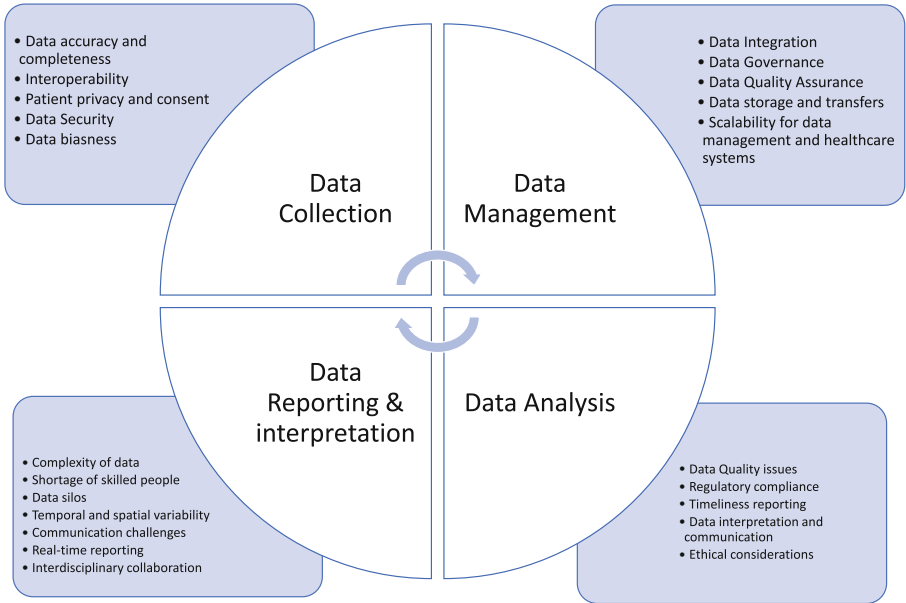 • Data accuracy and
completeness
• Interoperability
• Patient privacy and consent
• Data Security
• Data biasness
Data
Collection
• Data Integration
• Data Governance
• Data Quality Assurance
• Data storage and transfers
• Scalability for data
management and healthcare
systems
Data
Management
• Complexity of data
• Shortage of skilled people
• Data silos
• Temporal and spatial variability
• Communication challenges
• Real-time reporting
• Interdisciplinary collaboration
Data
Reporting &
interpretation
Data Analysis
• Data Quality issues
• Regulatory compliance
• Timeliness reporting
• Data interpretation and
communication
• Ethical considerations